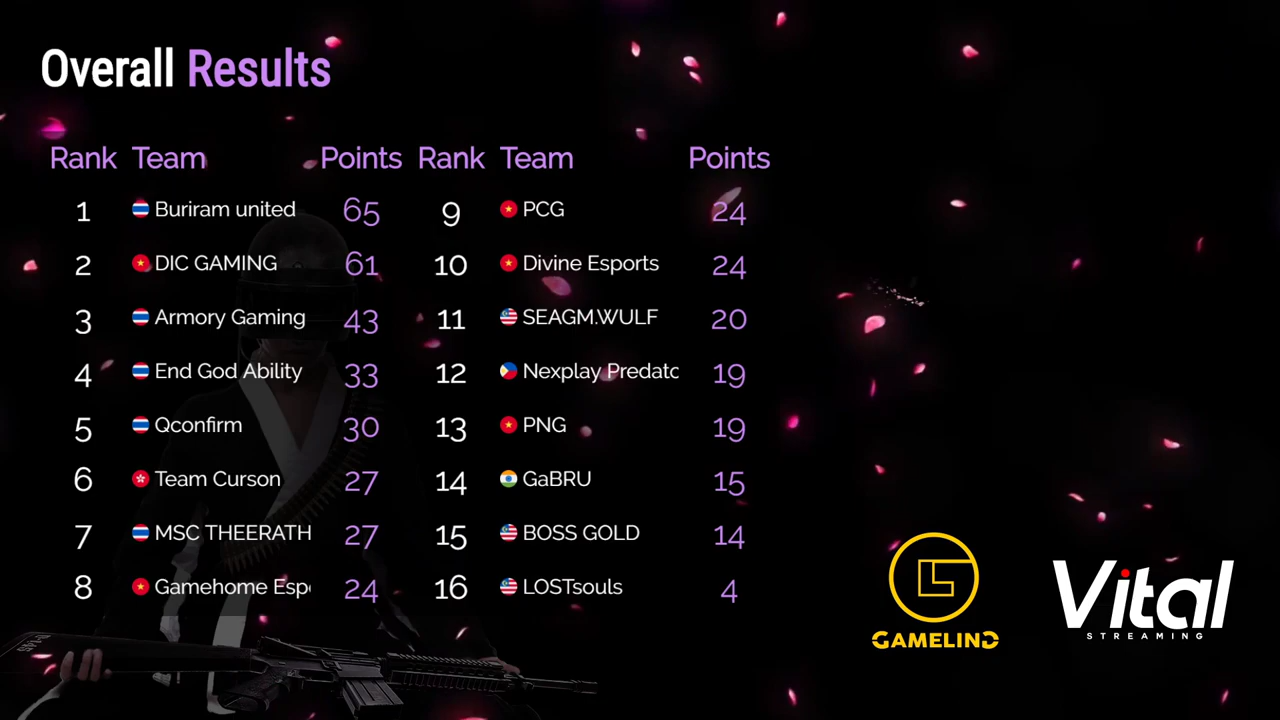 Overall Results
Rank Team Points Rank Team Points
1 Buriram united 65 9 PCG 24
2 DIC GAMING 61 10 Divine Esports 24
3 Armory Gaming 43 11 SEAGM.WULF 20
4 End God Ability 33 12 Nexplay Predatc 19
5 Qconfirm 30 13 PNG 19
6 Team Curson 27 14 GaBRU 15
7 MSC THEERATH 27 15 BOSS GOLD 14
8 Gamehome Esp 24 16 LOSTsouls 4
GAMELIND
Vital
STREAMING